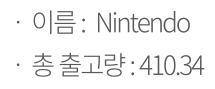 · 이름 : Nintendo
· 총 출고량 : 410.34